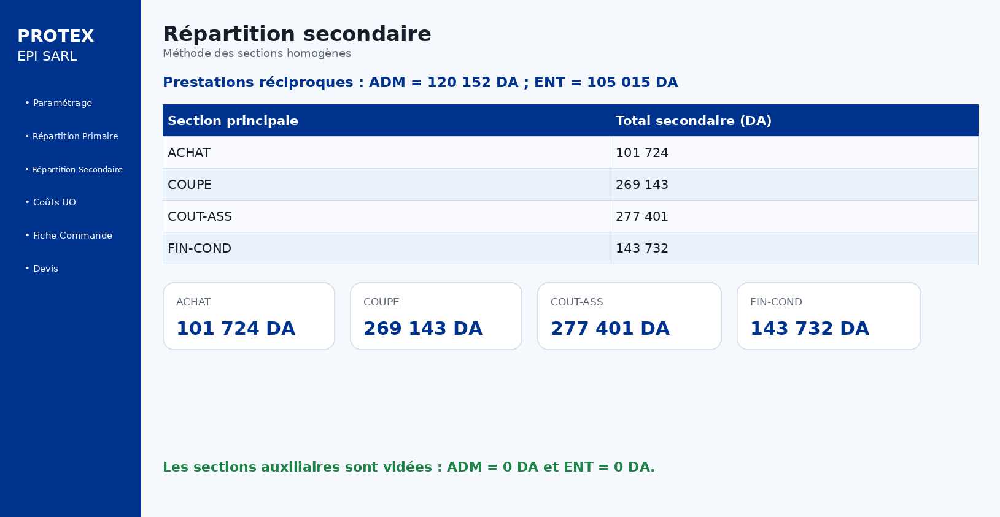 PROTEX
EPI SARL
• Paramétrage
• Répartition Primaire
• Répartition Secondaire
• Coûts UO
• Fiche Commande
• Devis
Répartition secondaire
Méthode des sections homogènes
Prestations réciproques : ADM = 120 152 DA ; ENT = 105 015 DA
Section principale Total secondaire (DA)
ACHAT 101 724
COUPE 269 143
COUT-ASS 277 401
FIN-COND 143 732
ACHAT COUPE COUT-ASS FIN-COND
101 724 DA 269 143 DA 277 401 DA 143 732 DA
Les sections auxiliaires sont vidées : ADM = 0 DA et ENT = 0 DA.